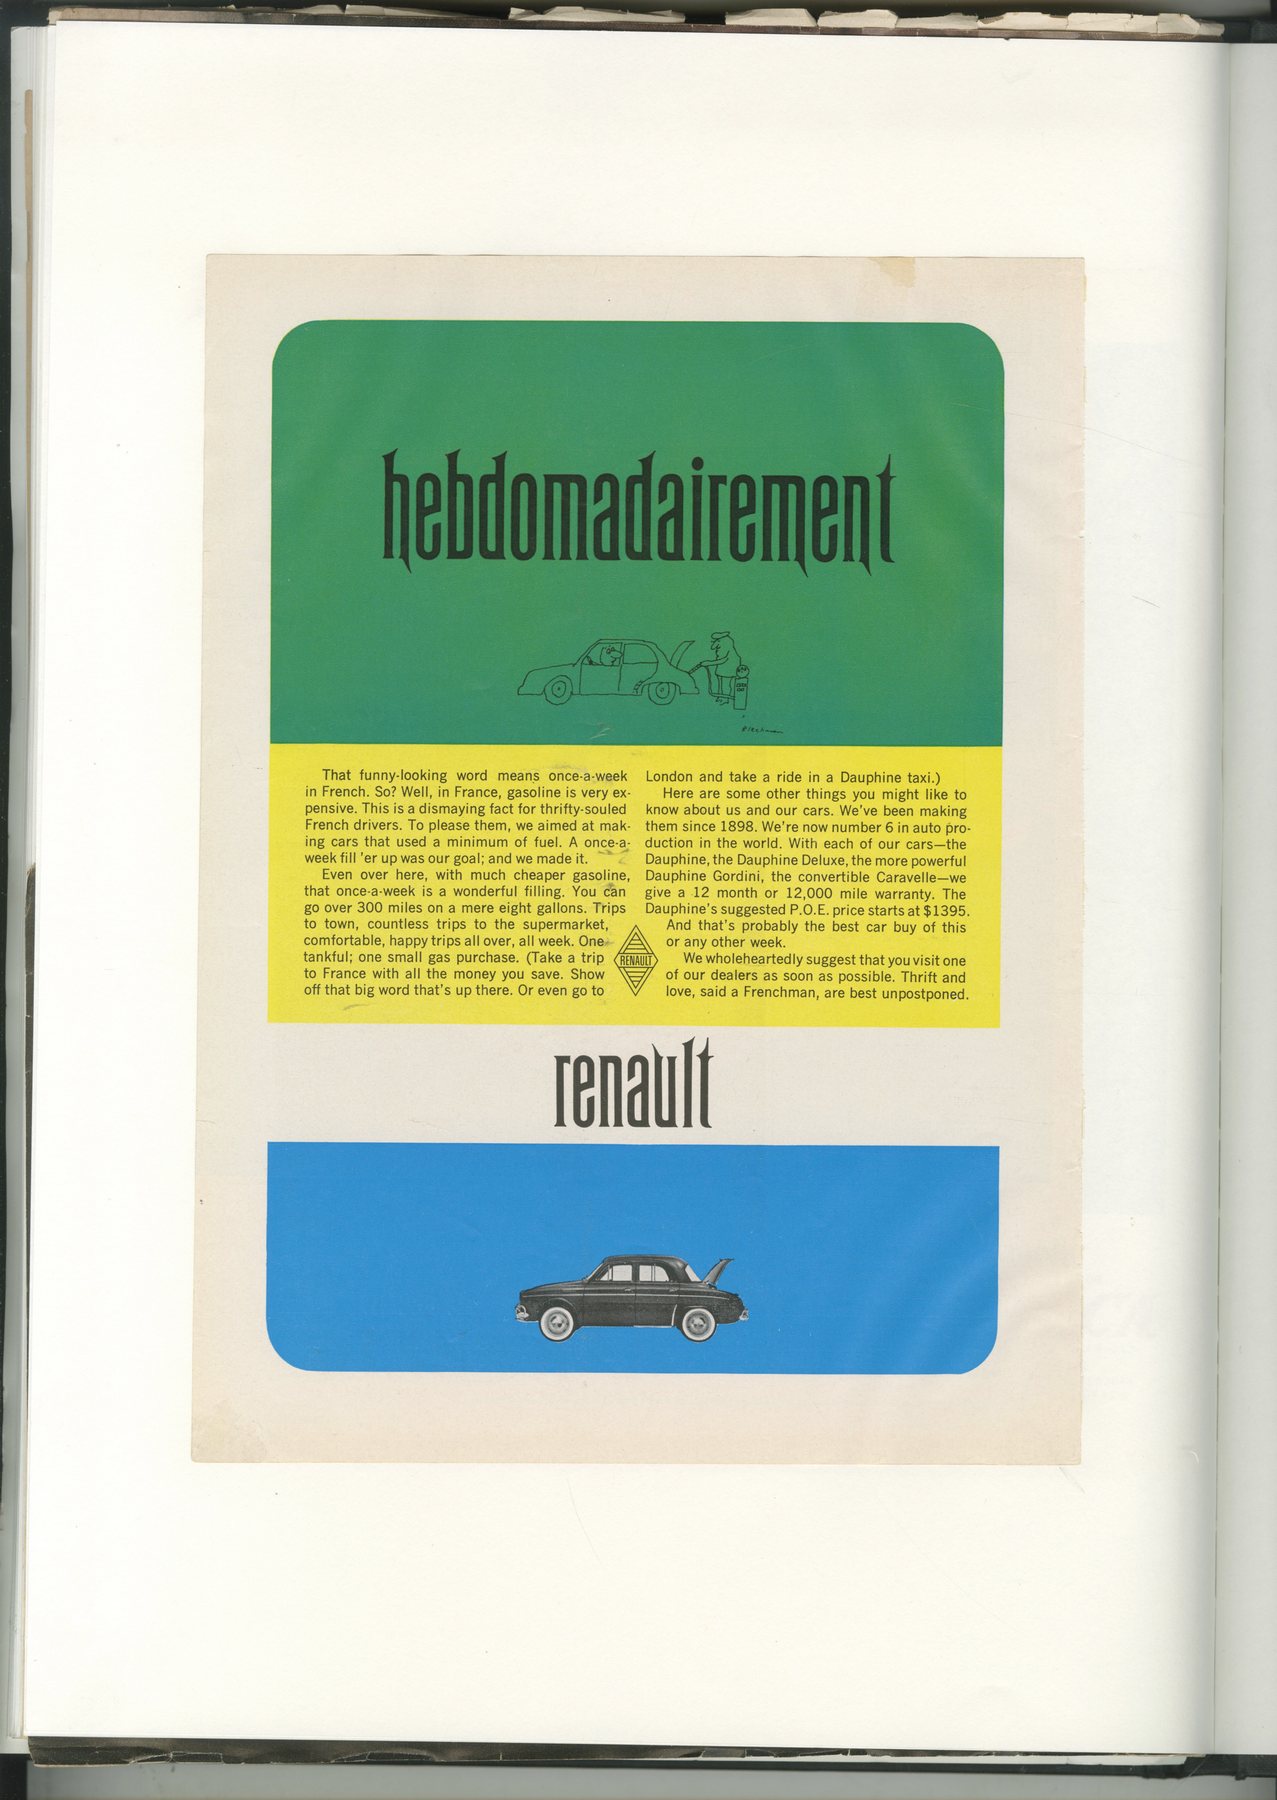 hebdomadairement
Blechman
That funny-looking word means once-a-week
in French. So? Well, in France, gasoline is very ex-
pensive. This is a dismaying fact for thrifty-souled
French drivers. To please them, we aimed at mak-
ing cars that used a minimum of fuel. A once-a-
week fill 'er up was our goal; and we made it.
Even over here, with much cheaper gasoline,
that once-a-week is a wonderful filling. You can
go over 300 miles on a mere eight gallons. Trips
to town, countless trips to the supermarket,
comfortable, happy trips all over, all week. One
tankful; one small gas purchase. (Take a trip
to France with all the money you save. Show
off that big word that's up there. Or even go to
London and take a ride in a Dauphine taxi.)
Here are some other things you might like to
know about us and our cars. We've been making
them since 1898. We're now number 6 in auto pro-
duction in the world. With each of our cars—the
Dauphine, the Dauphine Deluxe, the more powerful
Dauphine Gordini, the convertible Caravelle—we
give a 12 month or 12,000 mile warranty. The
Dauphine's suggested P.O.E. price starts at $1395.
And that's probably the best car buy of this
or any other week.
We wholeheartedly suggest that you visit one
of our dealers as soon as possible. Thrift and
love, said a Frenchman, are best unpostponed.
RENAULT
renault